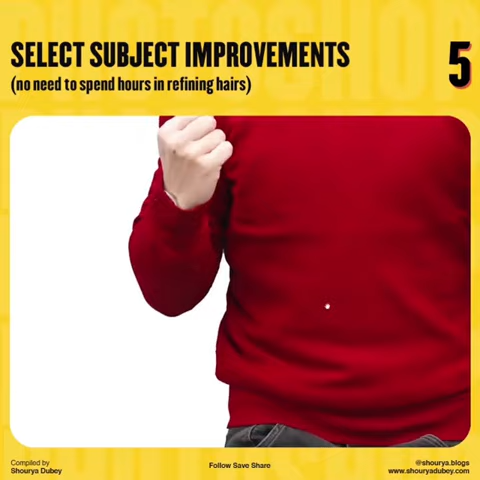 PHOTOSHOP
SELECT SUBJECT IMPROVEMENTS
5
(no need to spend hours in refining hairs)
Compiled by
Shourya Dubey
Follow Save Share
@shourya.blogs
www.shouryadubey.com